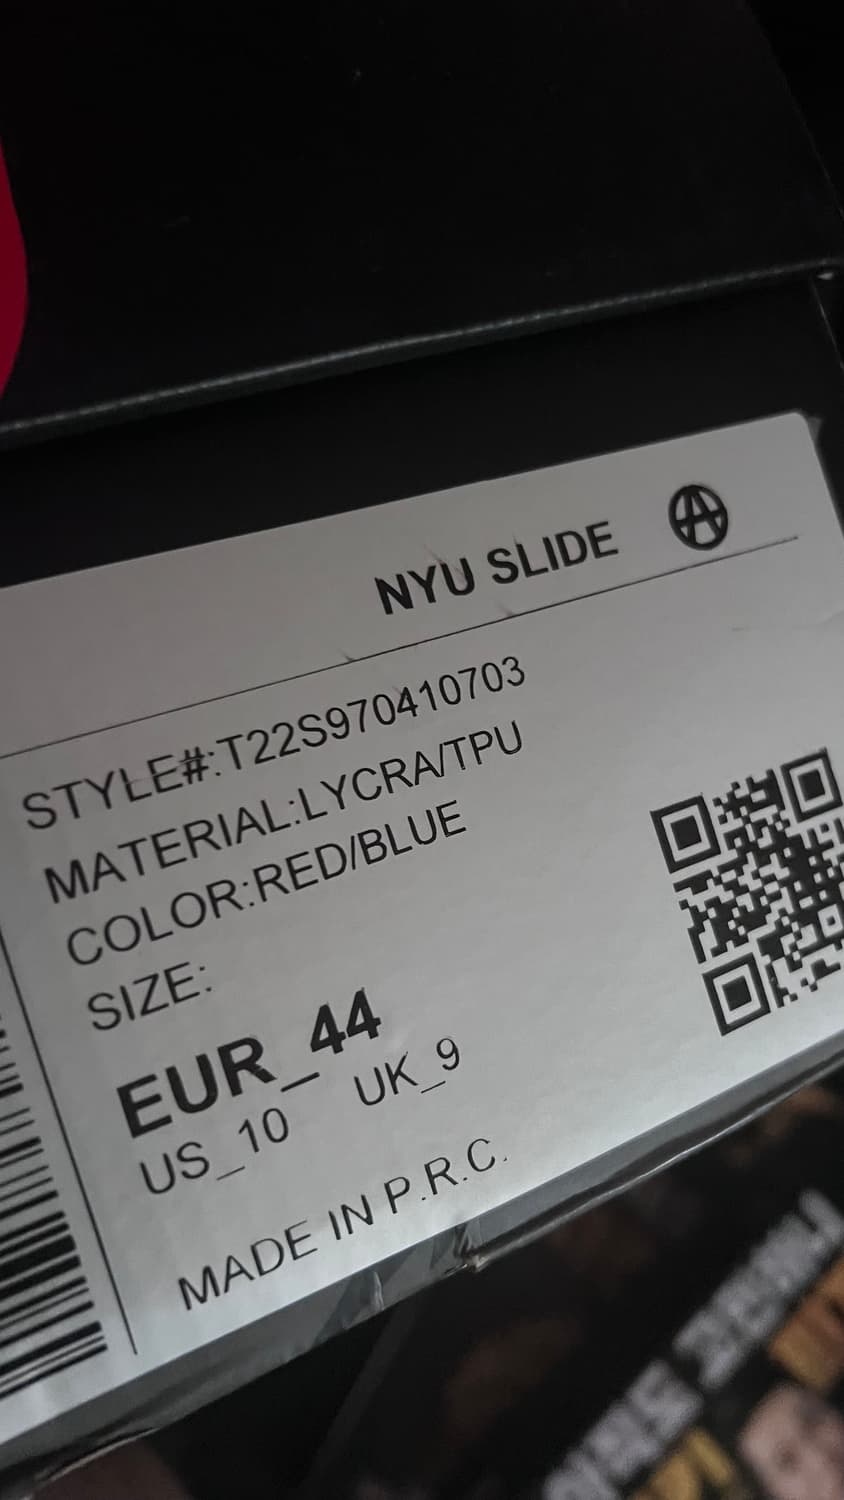 NYU SLIDE
STYLE#:T22S970410703
MATERIAL:LYCRA/TPU
COLOR:RED/BLUE
SIZE:
EUR_44
US_10 UK_9
MADE IN P.R.C.